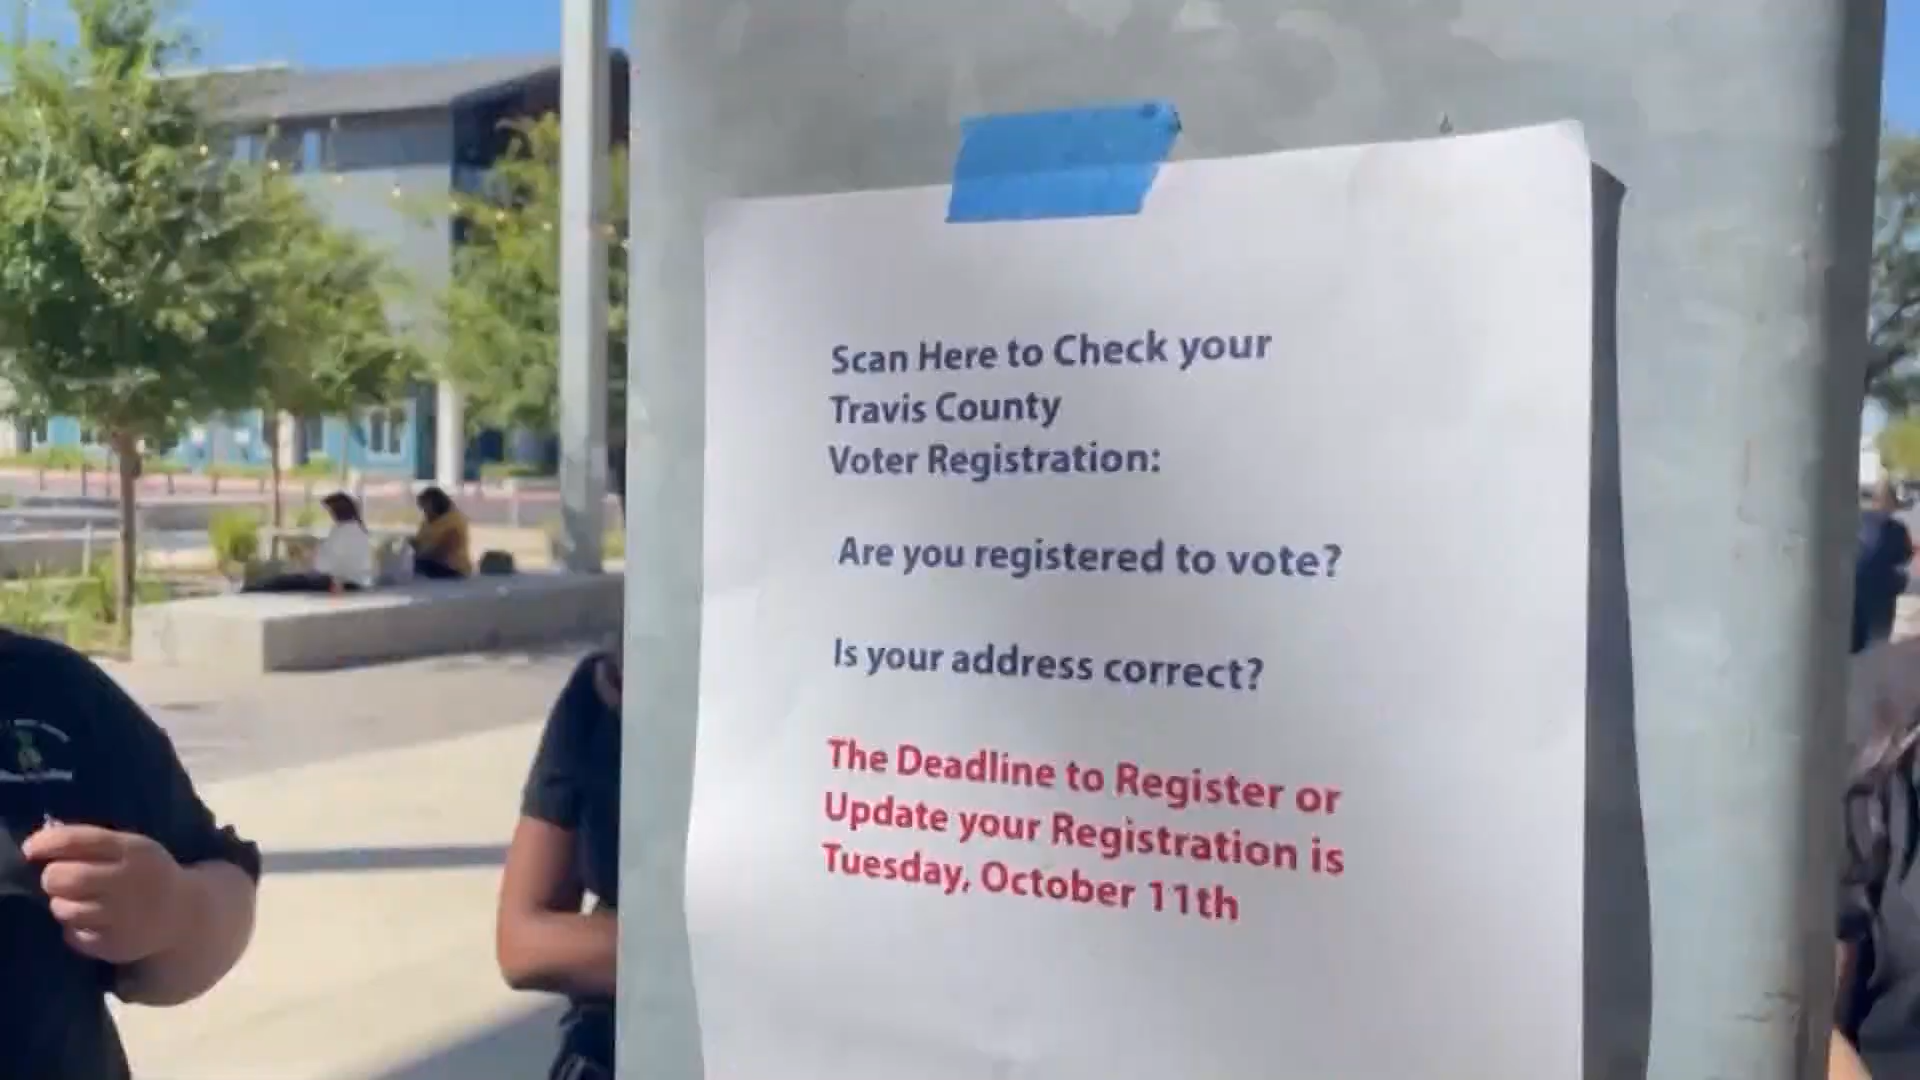 Scan Here to Check your
Travis County
Voter Registration:
Are you registered to vote?
Is your address correct?
The Deadline to Register or
Update your Registration is
Tuesday, October 11th